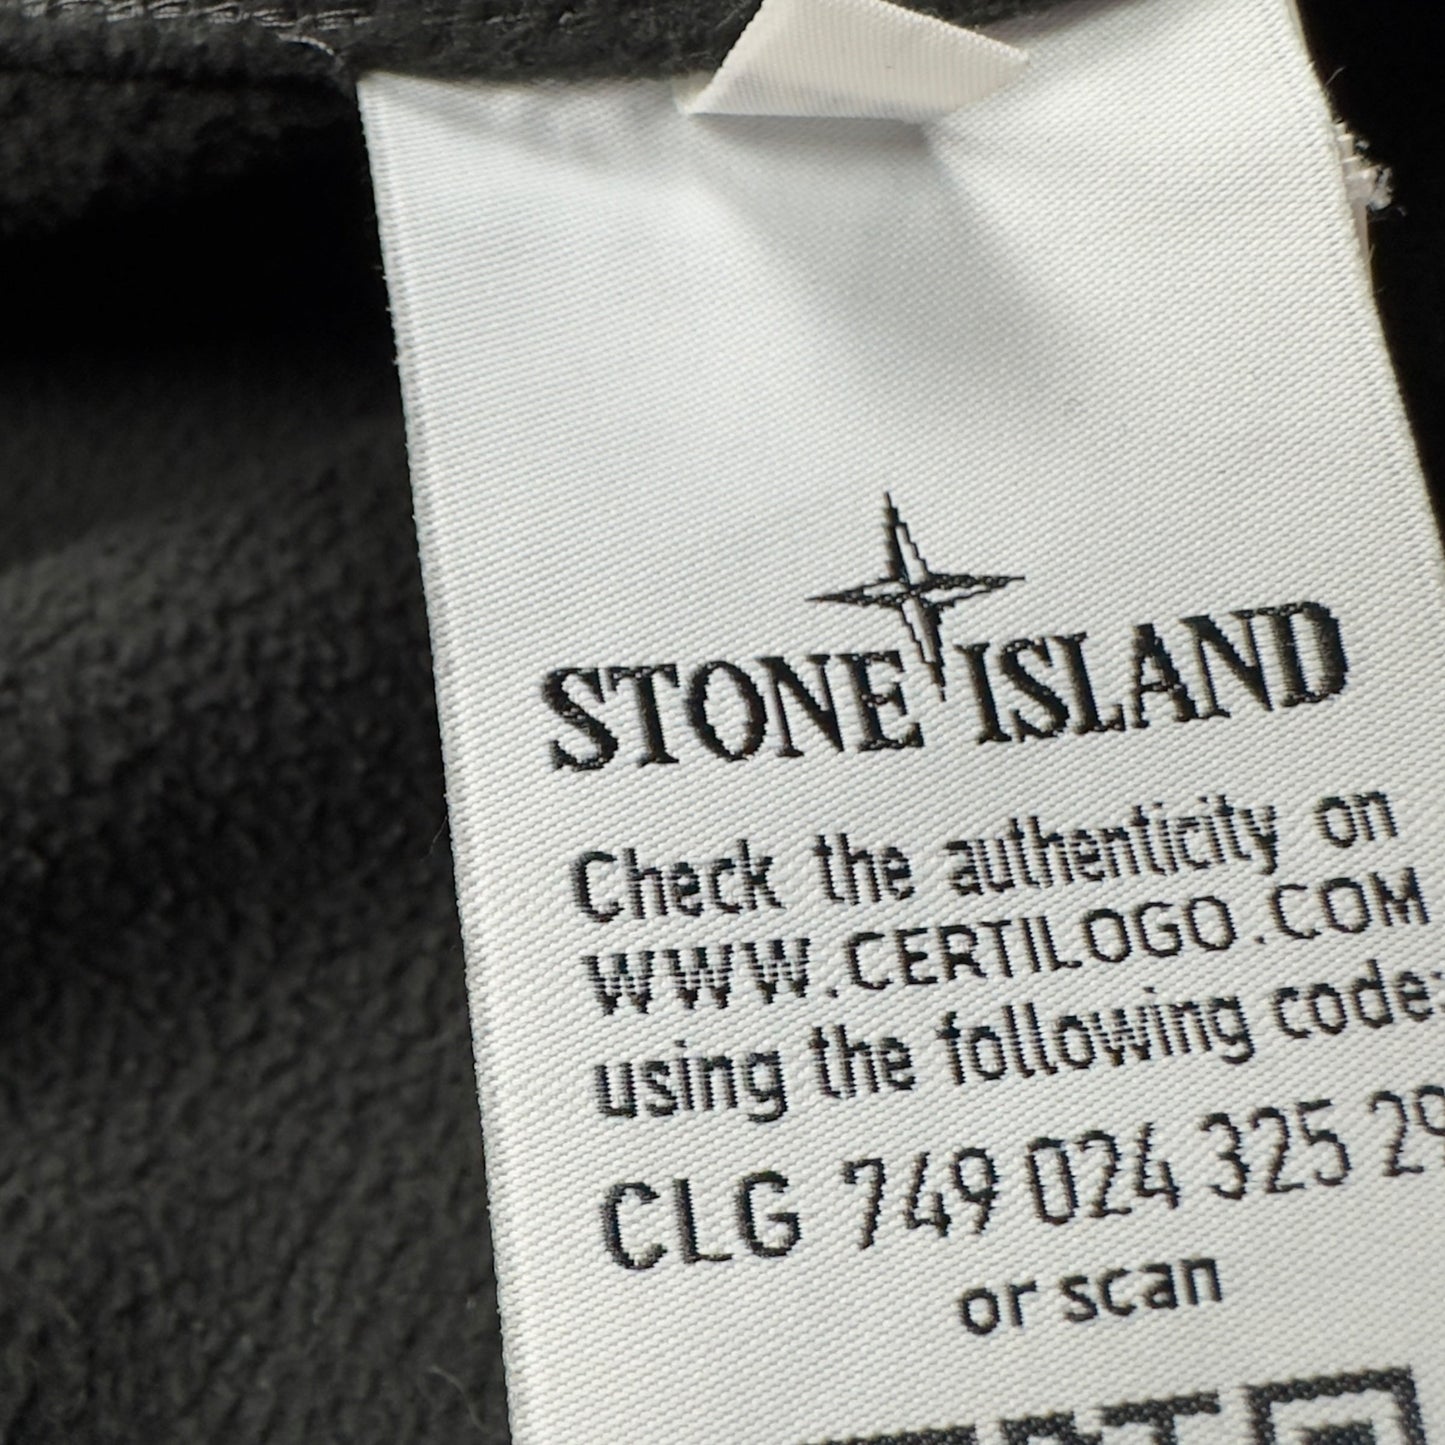 STONE ISLAND
Check the authenticity on
WWW.CERTILOGO.COM
using the following code:
CLG 749 024 325 29
or scan